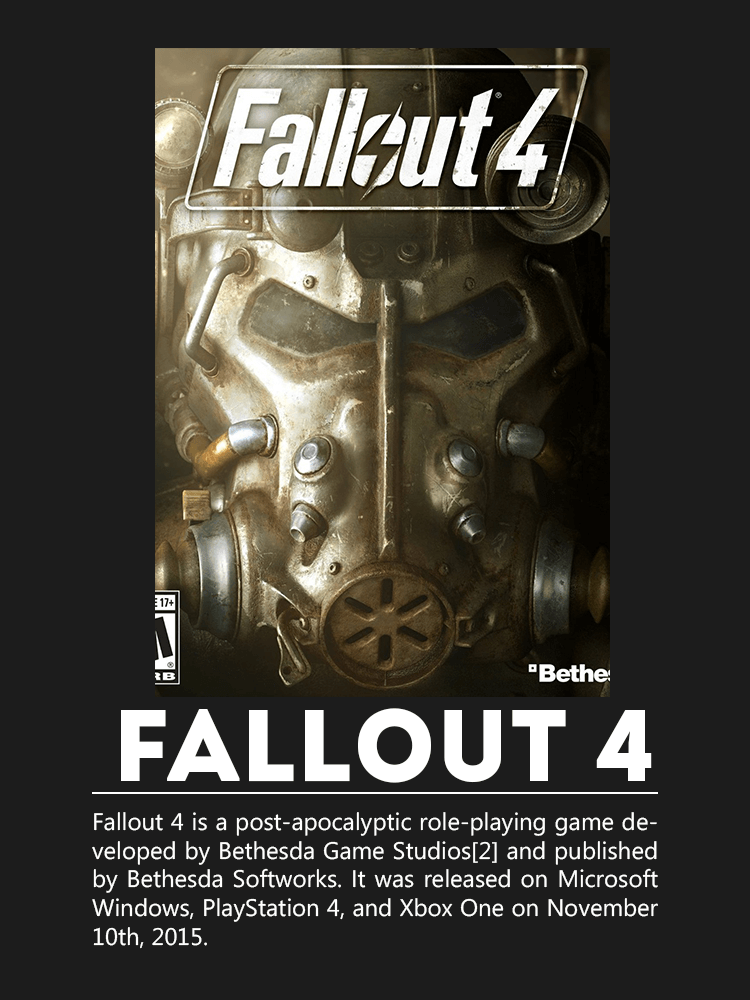 Fallout 4
®
E 17+
M
®
RB
Bethes
FALLOUT 4
Fallout 4 is a post-apocalyptic role-playing game de-
veloped by Bethesda Game Studios[2] and published
by Bethesda Softworks. It was released on Microsoft
Windows, PlayStation 4, and Xbox One on November
10th, 2015.